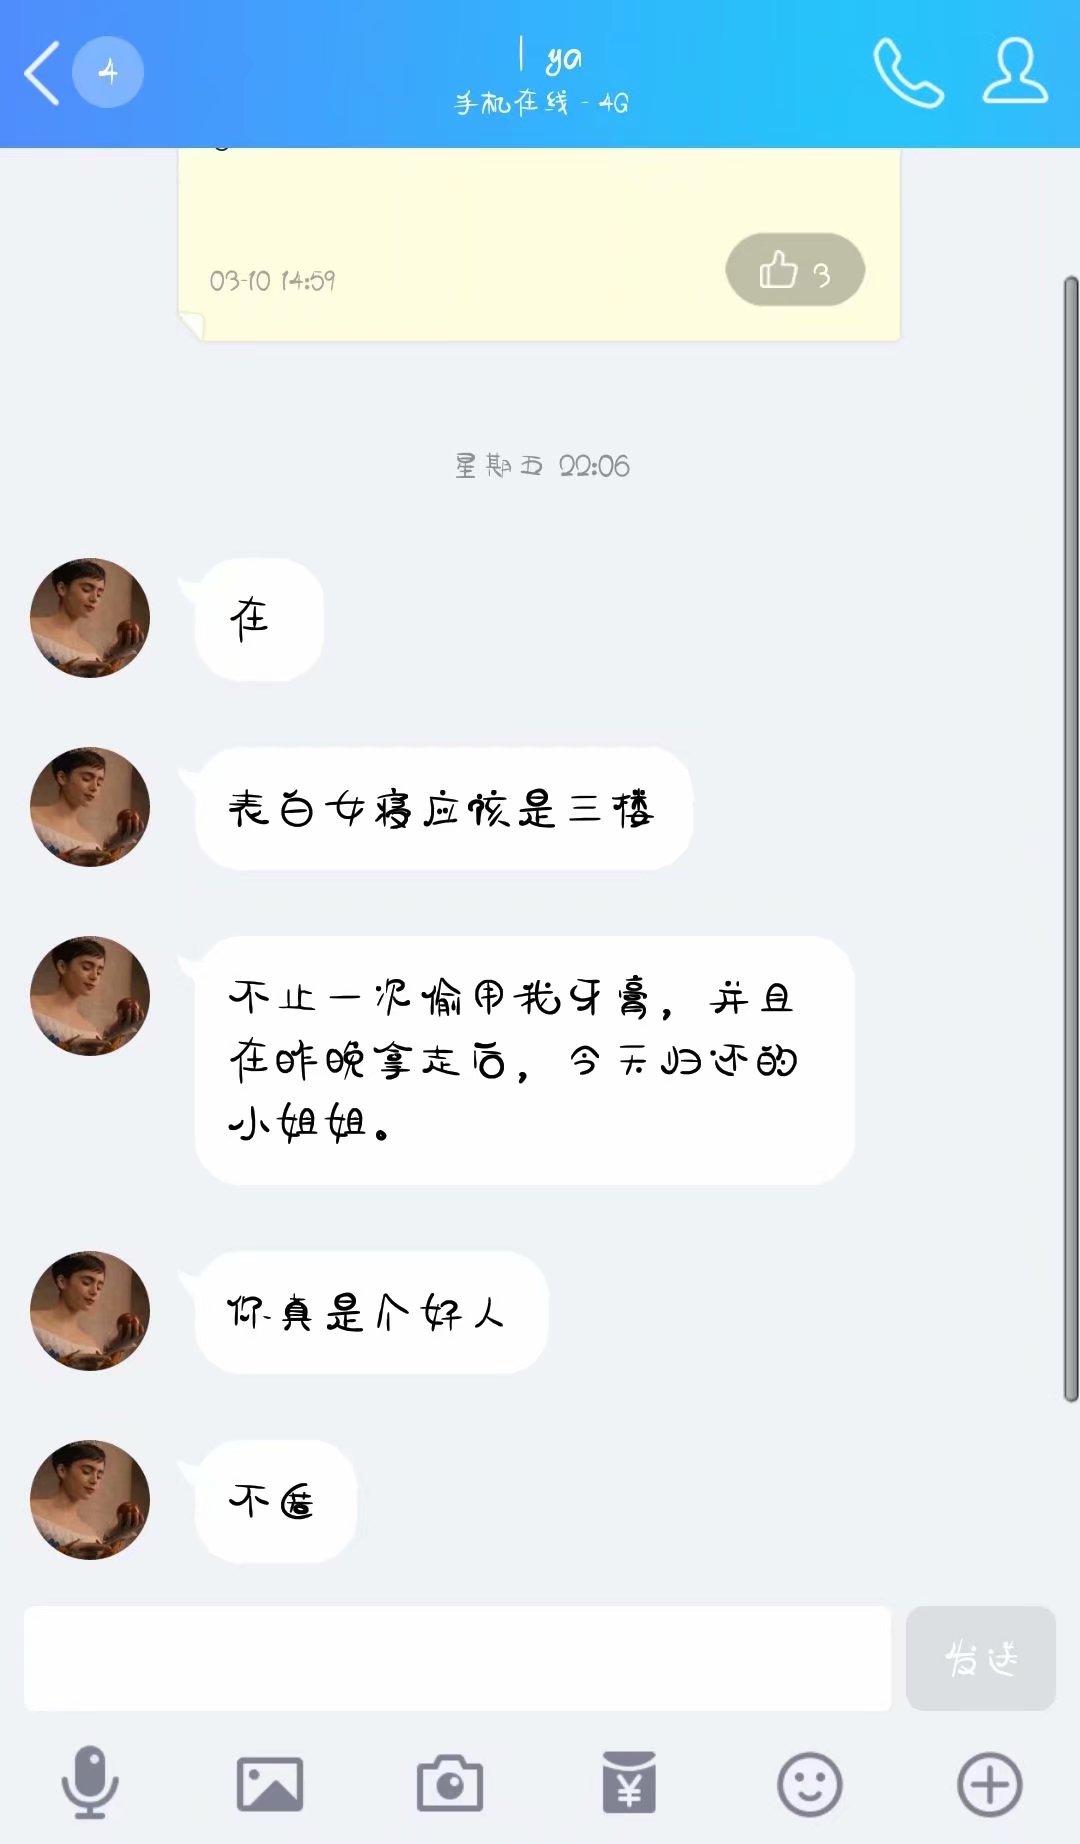 4
l ya
手机在线 - 4G
03-10 14:59
3
星期五 22:06
在
表白女寝应该是三楼
不止一次偷用我牙膏，并且
在昨晚拿走后，今天归还的
小姐姐。
你真是个好人
不匿
发送